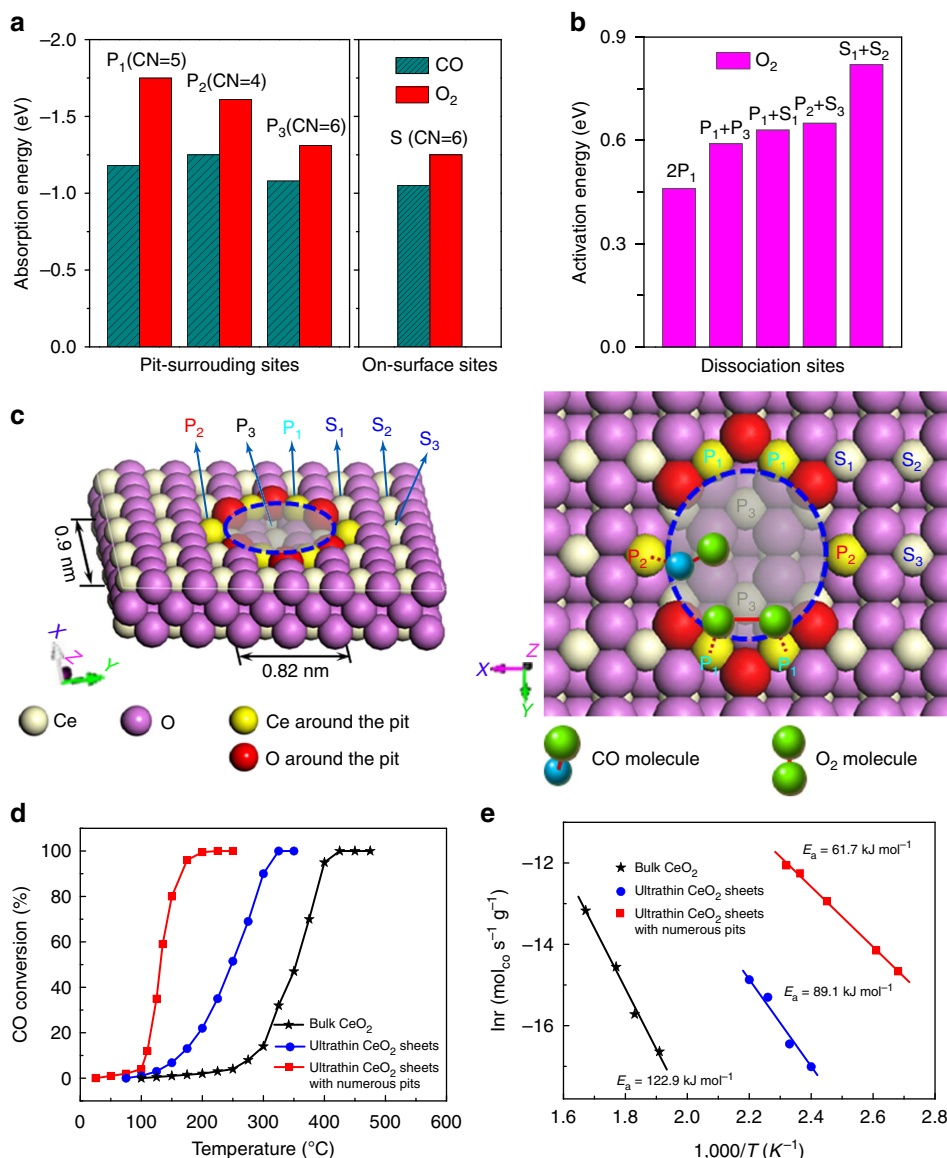 a
−2.0
−1.5
−1.0
−0.5
0.0
Absorption energy (eV)
P1(CN=5)
P2(CN=4)
P3(CN=6)
CO
O2
S (CN=6)
Pit-surrouding sites
On-surface sites
b
0.9
0.6
0.3
0.0
Activation energy (eV)
O2
2P1
P1+P3
P1+S1
P2+S3
S1+S2
Dissociation sites
c
P2
P3
P1
S1
S2
S3
0.9 nm
0.82 nm
X
Z
Y
Ce
O
Ce around the pit
O around the pit
P1
P1
S1
S2
P3
P2
P2
S3
P3
P1
P1
X
Z
Y
CO molecule
O2 molecule
d
100
80
60
40
20
0
CO conversion (%)
Bulk CeO2
Ultrathin CeO2 sheets
Ultrathin CeO2 sheets
with numerous pits
0 100 200 300 400 500 600
Temperature (°C)
e
−12
−14
−16
lnr (molco s−1 g−1)
Bulk CeO2
Ultrathin CeO2 sheets
Ultrathin CeO2 sheets
with numerous pits
Ea = 61.7 kJ mol−1
Ea = 89.1 kJ mol−1
Ea = 122.9 kJ mol−1
1.6 2.0 2.4 2.8
1,000/T (K−1)